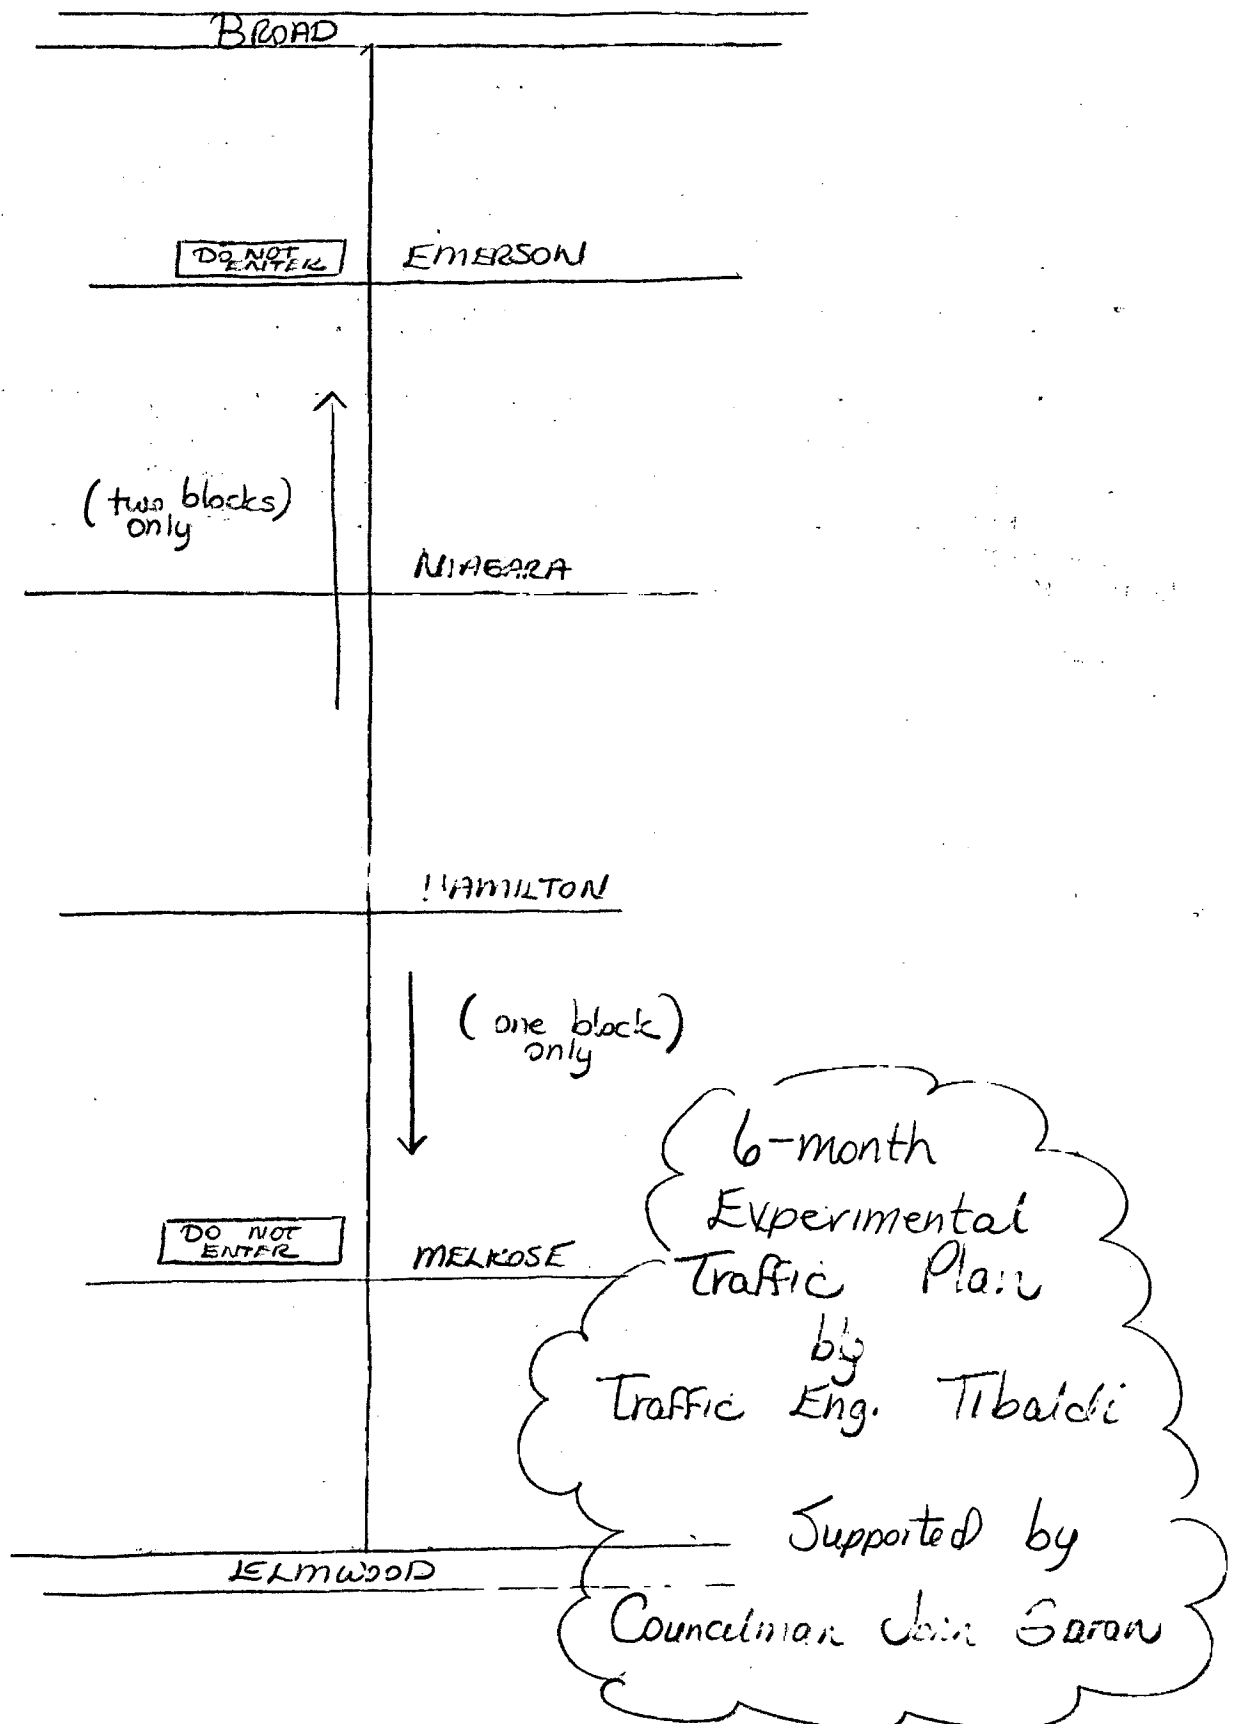 BROAD
DO NOT
ENTER
EMERSON
(two blocks)
only
NIAGARA
HAMILTON
(one block)
only
DO NOT
ENTER
MELROSE
6-month
Experimental
Traffic Plan
by
Traffic Eng. Tibaldi
Supported by
Councilman
ELMWOOD